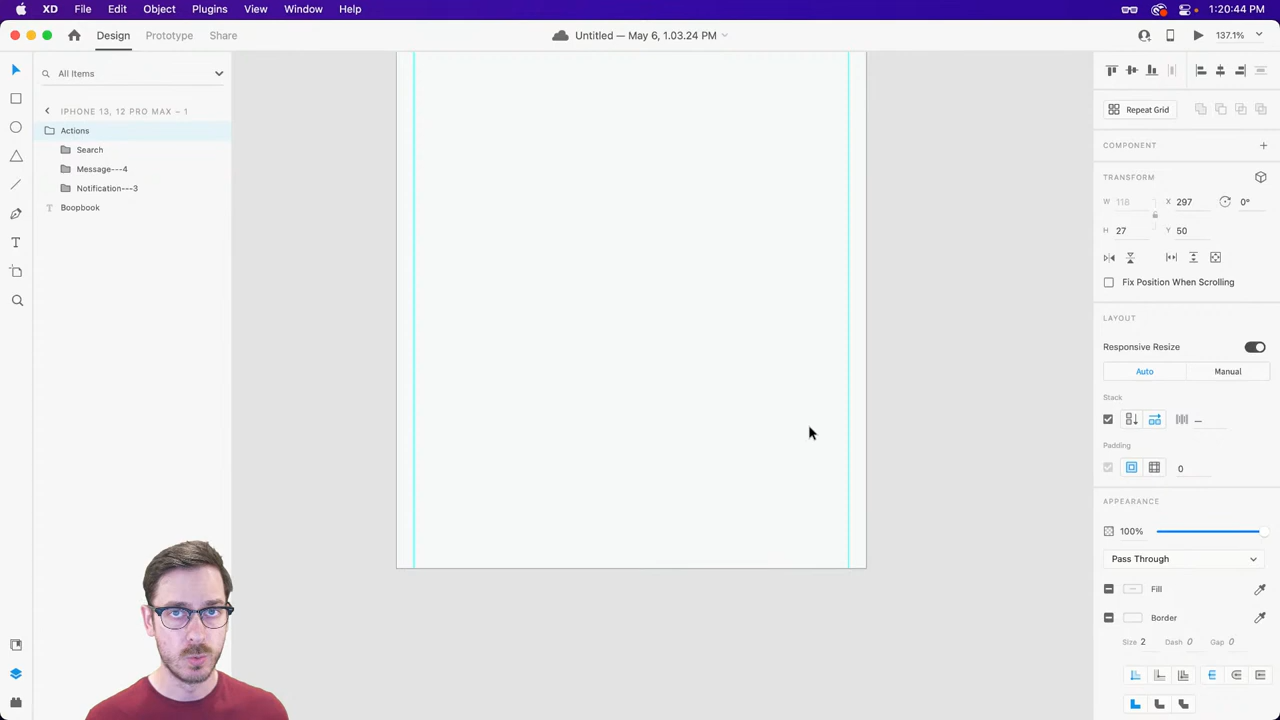 XD File Edit Object Plugins View Window Help 1:20:44 PM
Design Prototype Share Untitled — May 6, 1.03.24 PM 137.1%
All Items
IPHONE 13, 12 PRO MAX – 1
Actions
Search
Message---4
Notification---3
Boopbook
Repeat Grid
COMPONENT
TRANSFORM
W 118 X 297 0°
H 27 Y 50
Fix Position When Scrolling
LAYOUT
Responsive Resize
Auto Manual
Stack
Padding
0
APPEARANCE
100%
Pass Through
Fill
Border
Size 2 Dash 0 Gap 0